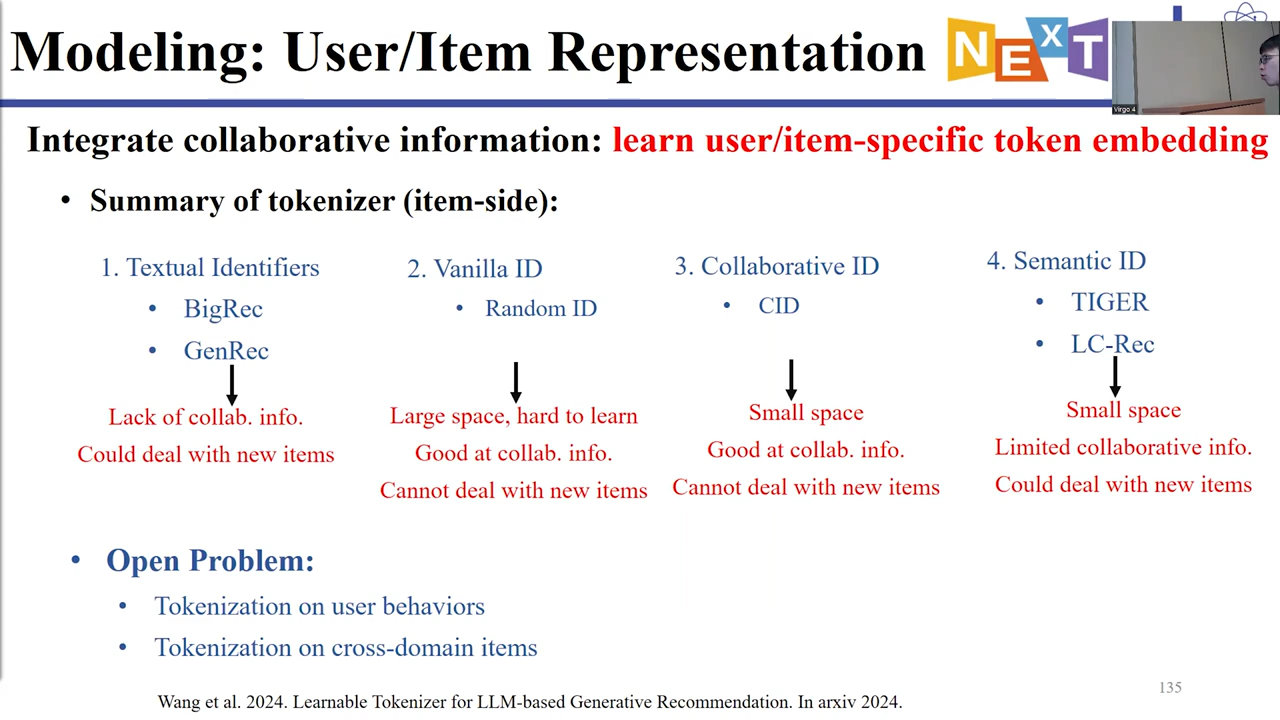 Modeling: User/Item Representation
NExT
Virgo 4
Integrate collaborative information: learn user/item-specific token embedding
• Summary of tokenizer (item-side):
1. Textual Identifiers
• BigRec
• GenRec
Lack of collab. info.
Could deal with new items
2. Vanilla ID
• Random ID
Large space, hard to learn
Good at collab. info.
Cannot deal with new items
3. Collaborative ID
• CID
Small space
Good at collab. info.
Cannot deal with new items
4. Semantic ID
• TIGER
• LC-Rec
Small space
Limited collaborative info.
Could deal with new items
• Open Problem:
• Tokenization on user behaviors
• Tokenization on cross-domain items
Wang et al. 2024. Learnable Tokenizer for LLM-based Generative Recommendation. In arxiv 2024.
135